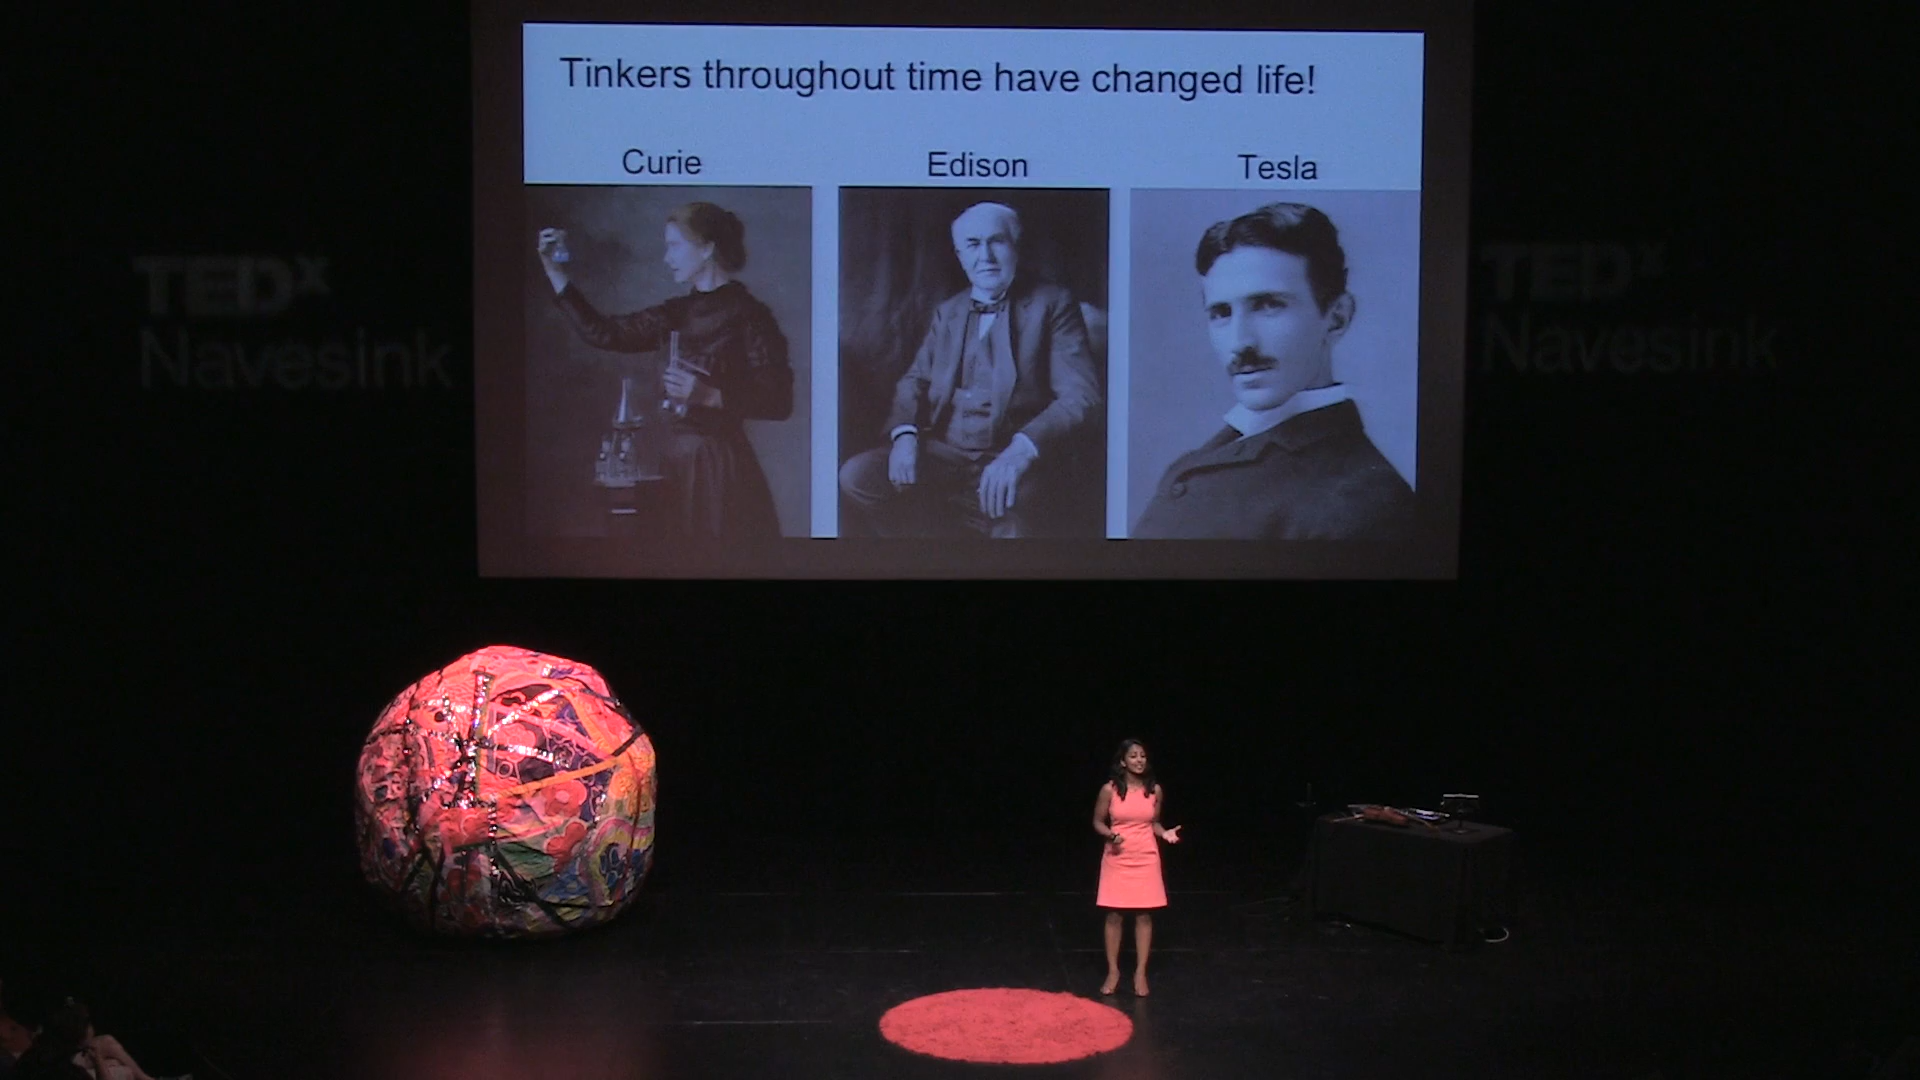 Tinkers throughout time have changed life!
Curie Edison Tesla
TEDx
Navesink
TEDx
Navesink